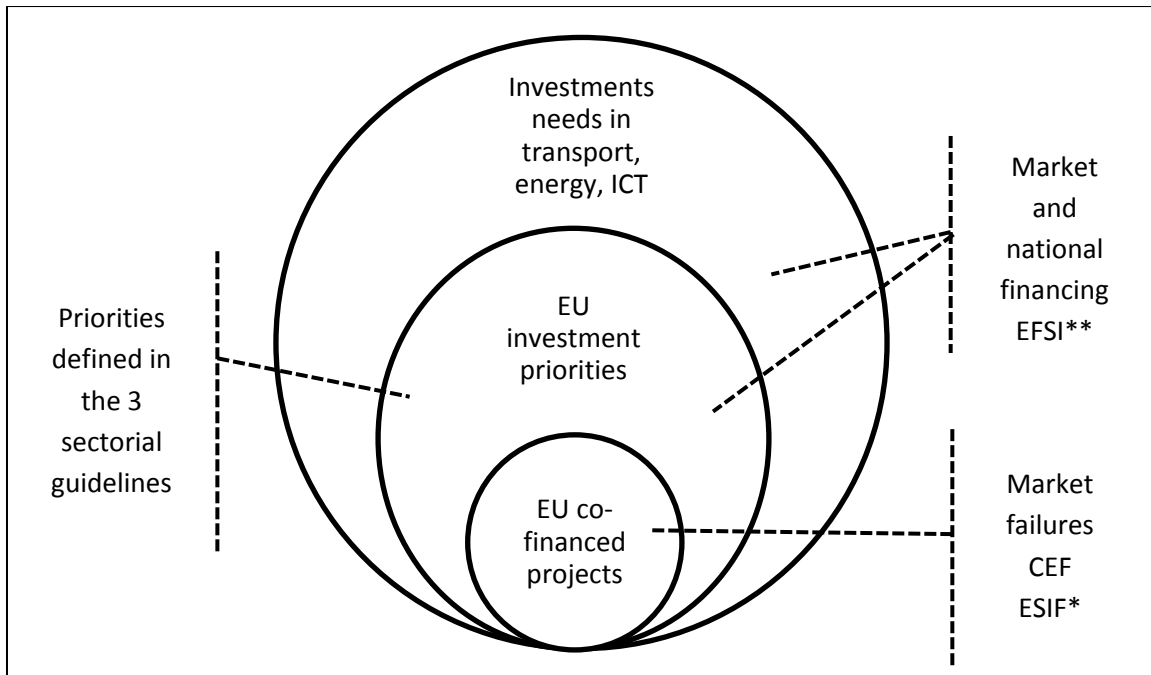 Investments
needs in
transport,
energy, ICT
EU
investment
priorities
EU co-
financed
projects
Priorities
defined in
the 3
sectorial
guidelines
Market
and
national
financing
EFSI**
Market
failures
CEF
ESIF*